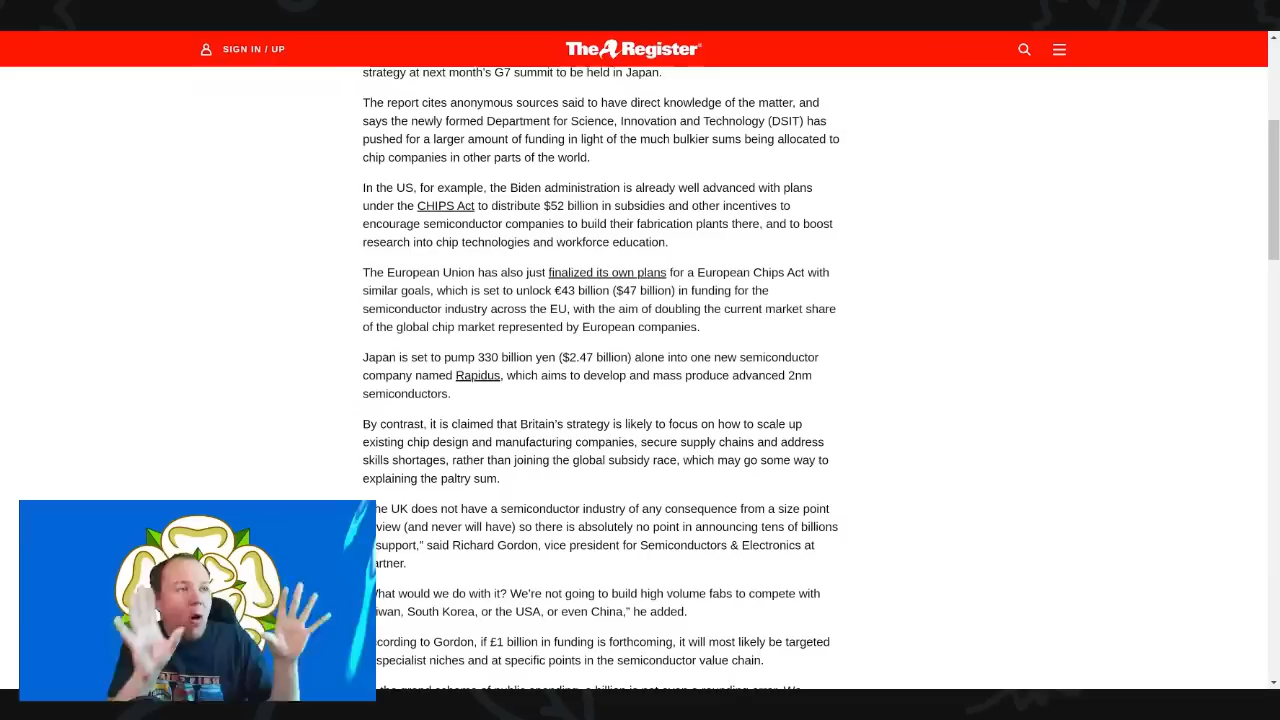 SIGN IN / UP
The Register
strategy at next month's G7 summit to be held in Japan.
The report cites anonymous sources said to have direct knowledge of the matter, and
says the newly formed Department for Science, Innovation and Technology (DSIT) has
pushed for a larger amount of funding in light of the much bulkier sums being allocated to
chip companies in other parts of the world.
In the US, for example, the Biden administration is already well advanced with plans
under the CHIPS Act to distribute $52 billion in subsidies and other incentives to
encourage semiconductor companies to build their fabrication plants there, and to boost
research into chip technologies and workforce education.
The European Union has also just finalized its own plans for a European Chips Act with
similar goals, which is set to unlock €43 billion ($47 billion) in funding for the
semiconductor industry across the EU, with the aim of doubling the current market share
of the global chip market represented by European companies.
Japan is set to pump 330 billion yen ($2.47 billion) alone into one new semiconductor
company named Rapidus, which aims to develop and mass produce advanced 2nm
semiconductors.
By contrast, it is claimed that Britain's strategy is likely to focus on how to scale up
existing chip design and manufacturing companies, secure supply chains and address
skills shortages, rather than joining the global subsidy race, which may go some way to
explaining the paltry sum.
UK does not have a semiconductor industry of any consequence from a size point
view (and never will have) so there is absolutely no point in announcing tens of billions
support," said Richard Gordon, vice president for Semiconductors & Electronics at
artner.
hat would we do with it? We're not going to build high volume fabs to compete with
wan, South Korea, or the USA, or even China," he added.
cording to Gordon, if £1 billion in funding is forthcoming, it will most likely be targeted
specialist niches and at specific points in the semiconductor value chain.